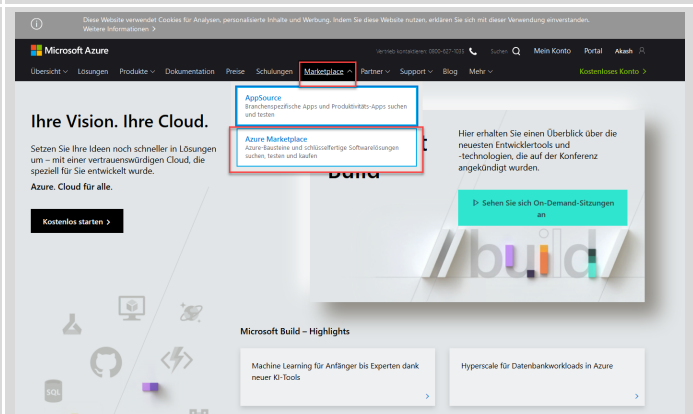 Diese Website verwendet Cookies für Analysen, personalisierte Inhalte und Werbung. Indem Sie diese Website nutzen, erklären Sie sich mit dieser Verwendung einverstanden.
Weitere Informationen >
Microsoft Azure
Vertrieb kontaktieren: 0800-627-1035
Suchen
Mein Konto
Portal
Akash
Übersicht
Lösungen
Produkte
Dokumentation
Preise
Schulungen
Marketplace
Partner
Support
Blog
Mehr
Kostenloses Konto >
AppSource
Branchenspezifische Apps und Produktivitäts-Apps suchen
und testen
Azure Marketplace
Azure-Bausteine und schlüsselfertige Softwarelösungen
suchen, testen und kaufen
Ihre Vision. Ihre Cloud.
Setzen Sie Ihre Ideen noch schneller in Lösungen
um – mit einer vertrauenswürdigen Cloud, die
speziell für Sie entwickelt wurde.
Azure. Cloud für alle.
Kostenlos starten >
Build
Hier erhalten Sie einen Überblick über die
neuesten Entwicklertools und
-technologien, die auf der Konferenz
angekündigt wurden.
Sehen Sie sich On-Demand-Sitzungen
an
//build/
SQL
Microsoft Build – Highlights
Machine Learning für Anfänger bis Experten dank
neuer KI-Tools
Hyperscale für Datenbankworkloads in Azure